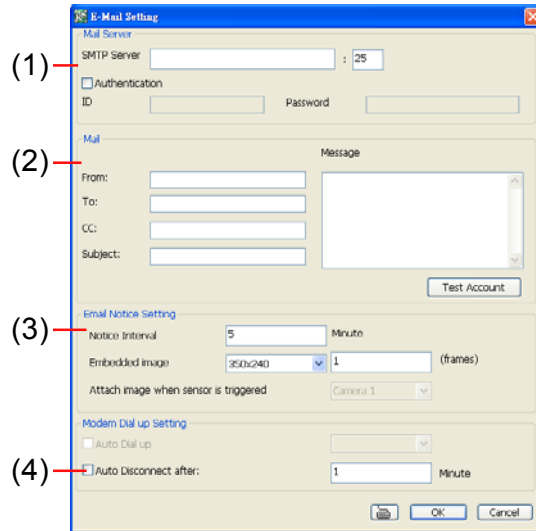 E-Mail Setting
Mail Server
(1)
SMTP Server : 25
Authentication
ID Password
(2)
Mail
Message
From:
To:
CC:
Subject:
Test Account
Email Notice Setting
(3)
Notice Interval 5 Minute
Embedded image 350x240 1 (frames)
Attach image when sensor is triggered Camera 1
Modem Dial up Setting
Auto Dial up
(4)
Auto Disconnect after: 1 Minute
OK Cancel